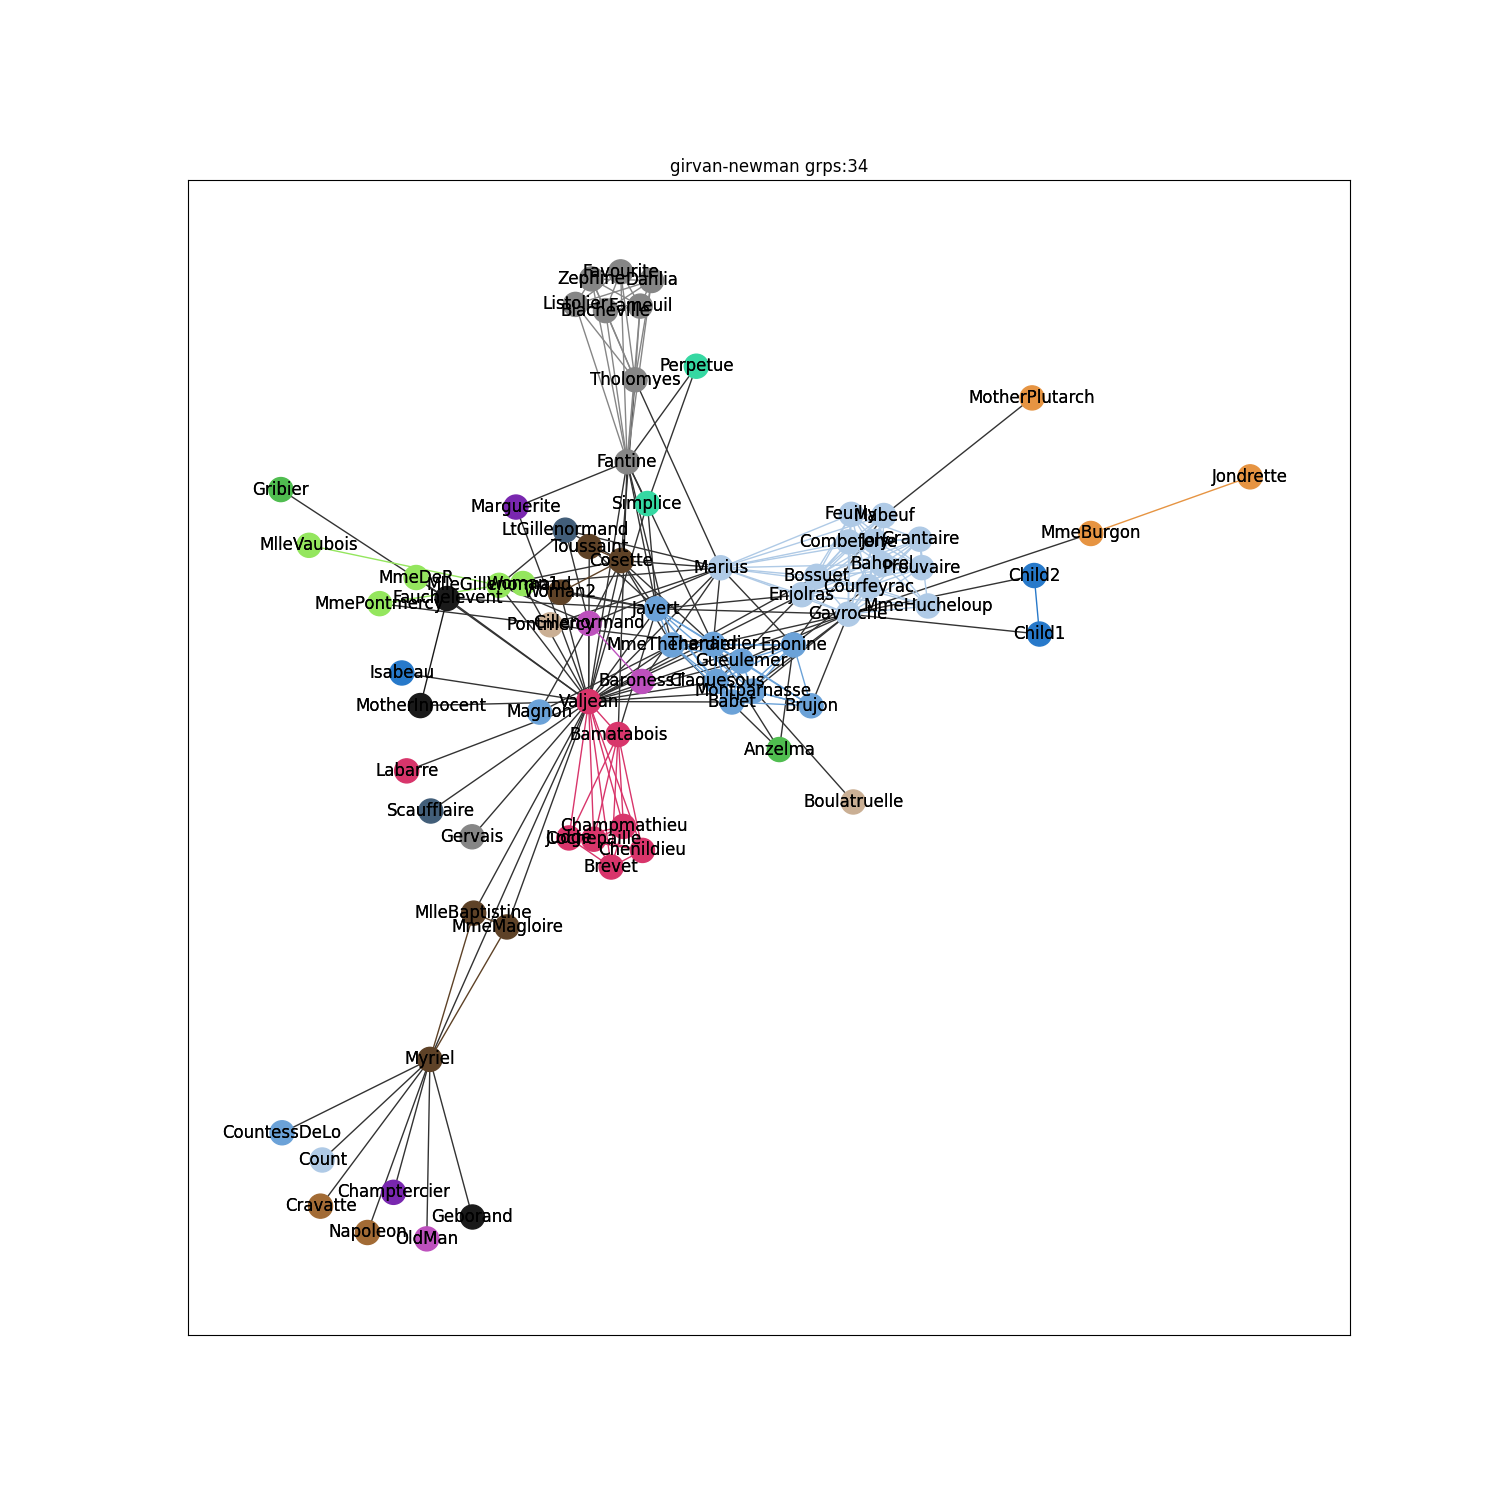 girvan-newman grps:34
Favourite
Zephine
Dahlia
Listolier
Fameuil
Blacheville
Perpetue
Tholomyes
MotherPlutarch
Fantine
Jondrette
Gribier
Simplice
Marguerite
Feuilly
Mabeuf
LtGillenormand
MmeBurgon
Grantaire
Combeferre
Joly
MlleVaubois
Toussaint
Cosette
Bahorel
Marius
Prouvaire
Bossuet
Child2
MmeDeR
MlleGillenormand
Woman1
Courfeyrac
Woman2
Enjolras
Fauchelevent
MmePontmercy
MmeHucheloup
Javert
Gavroche
Pontmercy
Gillenormand
Child1
MmeThenardier
Thenardier
Eponine
Gueulemer
Isabeau
BaronessT
Claquesous
Montparnasse
Valjean
Babet
MotherInnocent
Magnon
Brujon
Bamatabois
Anzelma
Labarre
Boulatruelle
Scaufflaire
Champmathieu
Gervais
Judge
Cochepaille
Chenildieu
Brevet
MlleBaptistine
MmeMagloire
Myriel
CountessDeLo
Count
Champtercier
Cravatte
Geborand
Napoleon
OldMan